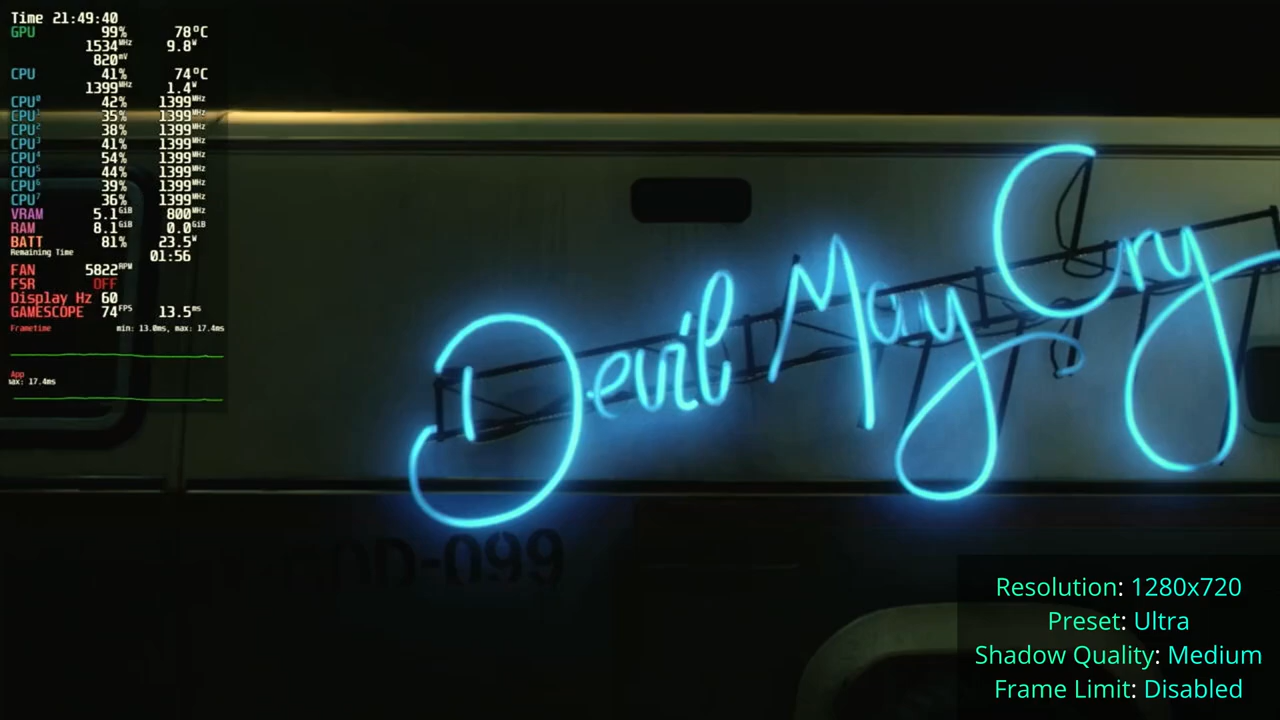 Time 21:49:40
GPU 99% 78°C
1534MHz 9.8W
820mV
CPU 41% 74°C
1399MHz 1.4W
CPU0 42% 1399MHz
CPU1 35% 1399MHz
CPU2 38% 1399MHz
CPU3 41% 1399MHz
CPU4 54% 1399MHz
CPU5 44% 1399MHz
CPU6 39% 1399MHz
CPU7 36% 1399MHz
VRAM 5.1GiB 800MHz
RAM 8.1GiB 0.0GiB
BATT 81% 23.5W
Remaining Time 01:56
FAN 5822RPM
FSR OFF
Display Hz 60
GAMESCOPE 74FPS 13.5ms
Frametime min: 13.0ms, max: 17.4ms
App
max: 17.4ms
Devil May Cry
-099
Resolution: 1280x720
Preset: Ultra
Shadow Quality: Medium
Frame Limit: Disabled